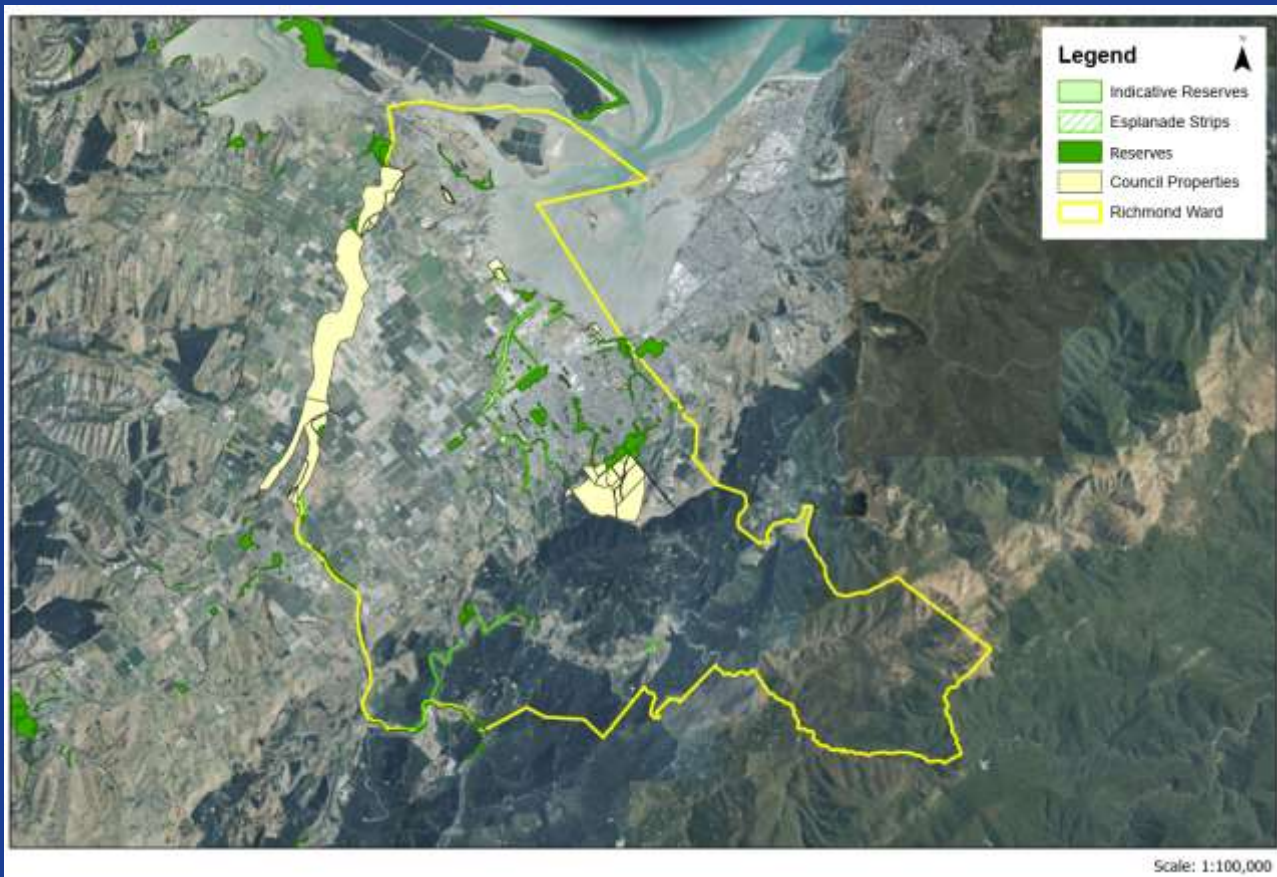 Legend
Indicative Reserves
Esplanade Strips
Reserves
Council Properties
Richmond Ward
Scale: 1:100,000